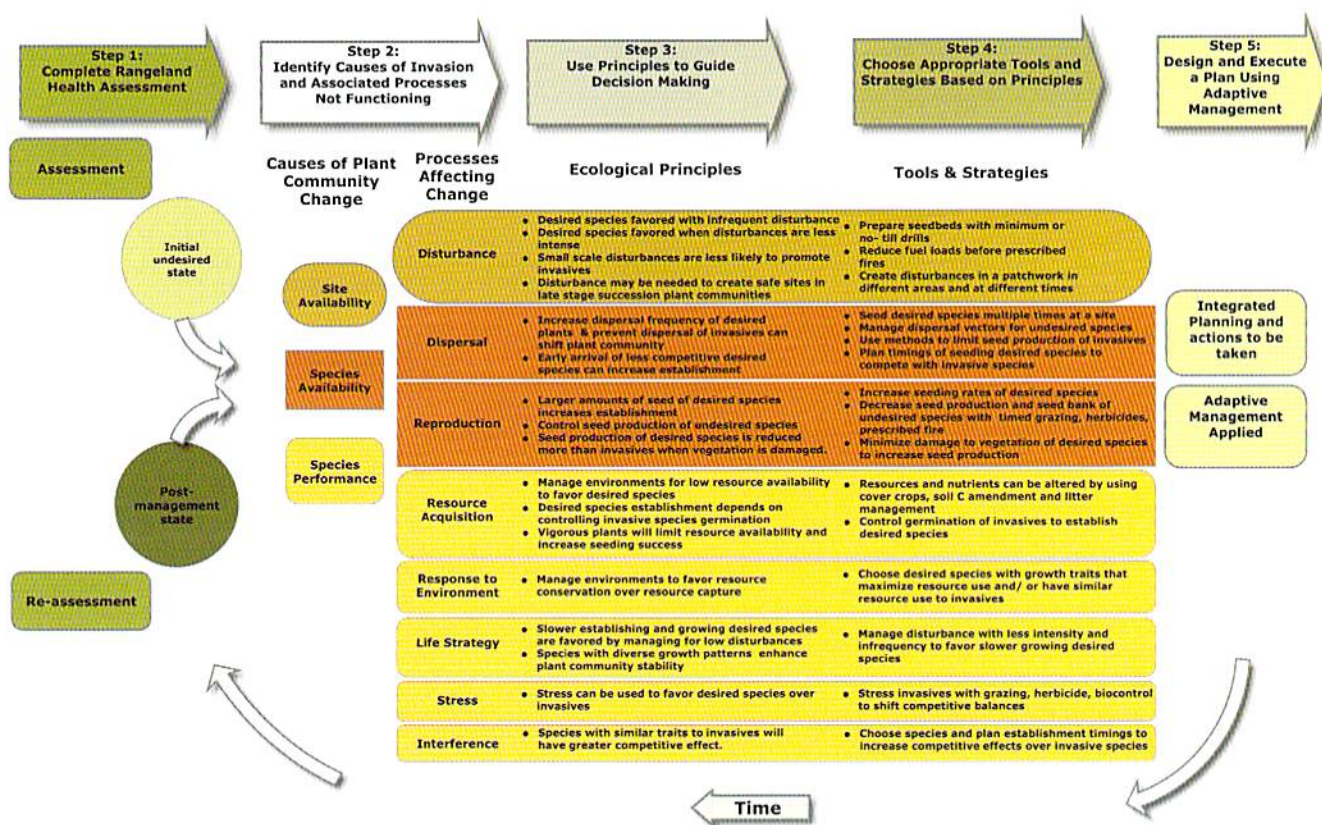 Step 1:
Complete Rangeland
Health Assessment
Step 2:
Identify Causes of Invasion
and Associated Processes
Not Functioning
Step 3:
Use Principles to Guide
Decision Making
Step 4:
Choose Appropriate Tools and
Strategies Based on Principles
Step 5:
Design and Execute
a Plan Using
Adaptive
Management
Assessment
Initial
undesired
state
Post-
management
state
Re-assessment
Causes of Plant
Community
Change
Site
Availability
Species
Availability
Species
Performance
Processes
Affecting
Change
Ecological Principles
Tools & Strategies
Disturbance
• Desired species favored with infrequent disturbance
• Desired species favored when disturbances are less
intense
• Small scale disturbances are less likely to promote
invasives
• Disturbance may be needed to create safe sites in
late stage succession plant communities
• Prepare seedbeds with minimum or
no- till drills
• Reduce fuel loads before prescribed
fires
• Create disturbances in a patchwork in
different areas and at different times
Dispersal
• Increase dispersal frequency of desired
plants & prevent dispersal of invasives can
shift plant community
• Early arrival of less competitive desired
species can increase establishment
• Seed desired species multiple times at a site
• Manage dispersal vectors for undesired species
• Use methods to limit seed production of invasives
• Plan timings of seeding desired species to
compete with invasive species
Reproduction
• Larger amounts of seed of desired species
increases establishment
• Control seed production of undesired species
• Seed production of desired species is reduced
more than invasives when vegetation is damaged.
• Increase seeding rates of desired species
• Decrease seed production and seed bank of
undesired species with timed grazing, herbicides,
prescribed fire
• Minimize damage to vegetation of desired species
to increase seed production
Resource
Acquisition
• Manage environments for low resource availability
to favor desired species
• Desired species establishment depends on
controlling invasive species germination
• Vigorous plants will limit resource availability and
increase seeding success
• Resources and nutrients can be altered by using
cover crops, soil C amendment and litter
management
• Control germination of invasives to establish
desired species
Response to
Environment
• Manage environments to favor resource
conservation over resource capture
• Choose desired species with growth traits that
maximize resource use and/ or have similar
resource use to invasives
Life Strategy
• Slower establishing and growing desired species
are favored by managing for low disturbances
• Species with diverse growth patterns enhance
plant community stability
• Manage disturbance with less intensity and
infrequency to favor slower growing desired
species
Stress
• Stress can be used to favor desired species over
invasives
• Stress invasives with grazing, herbicide, biocontrol
to shift competitive balances
Interference
• Species with similar traits to invasives will
have greater competitive effect.
• Choose species and plan establishment timings to
increase competitive effects over invasive species
Integrated
Planning and
actions to be
taken
Adaptive
Management
Applied
Time